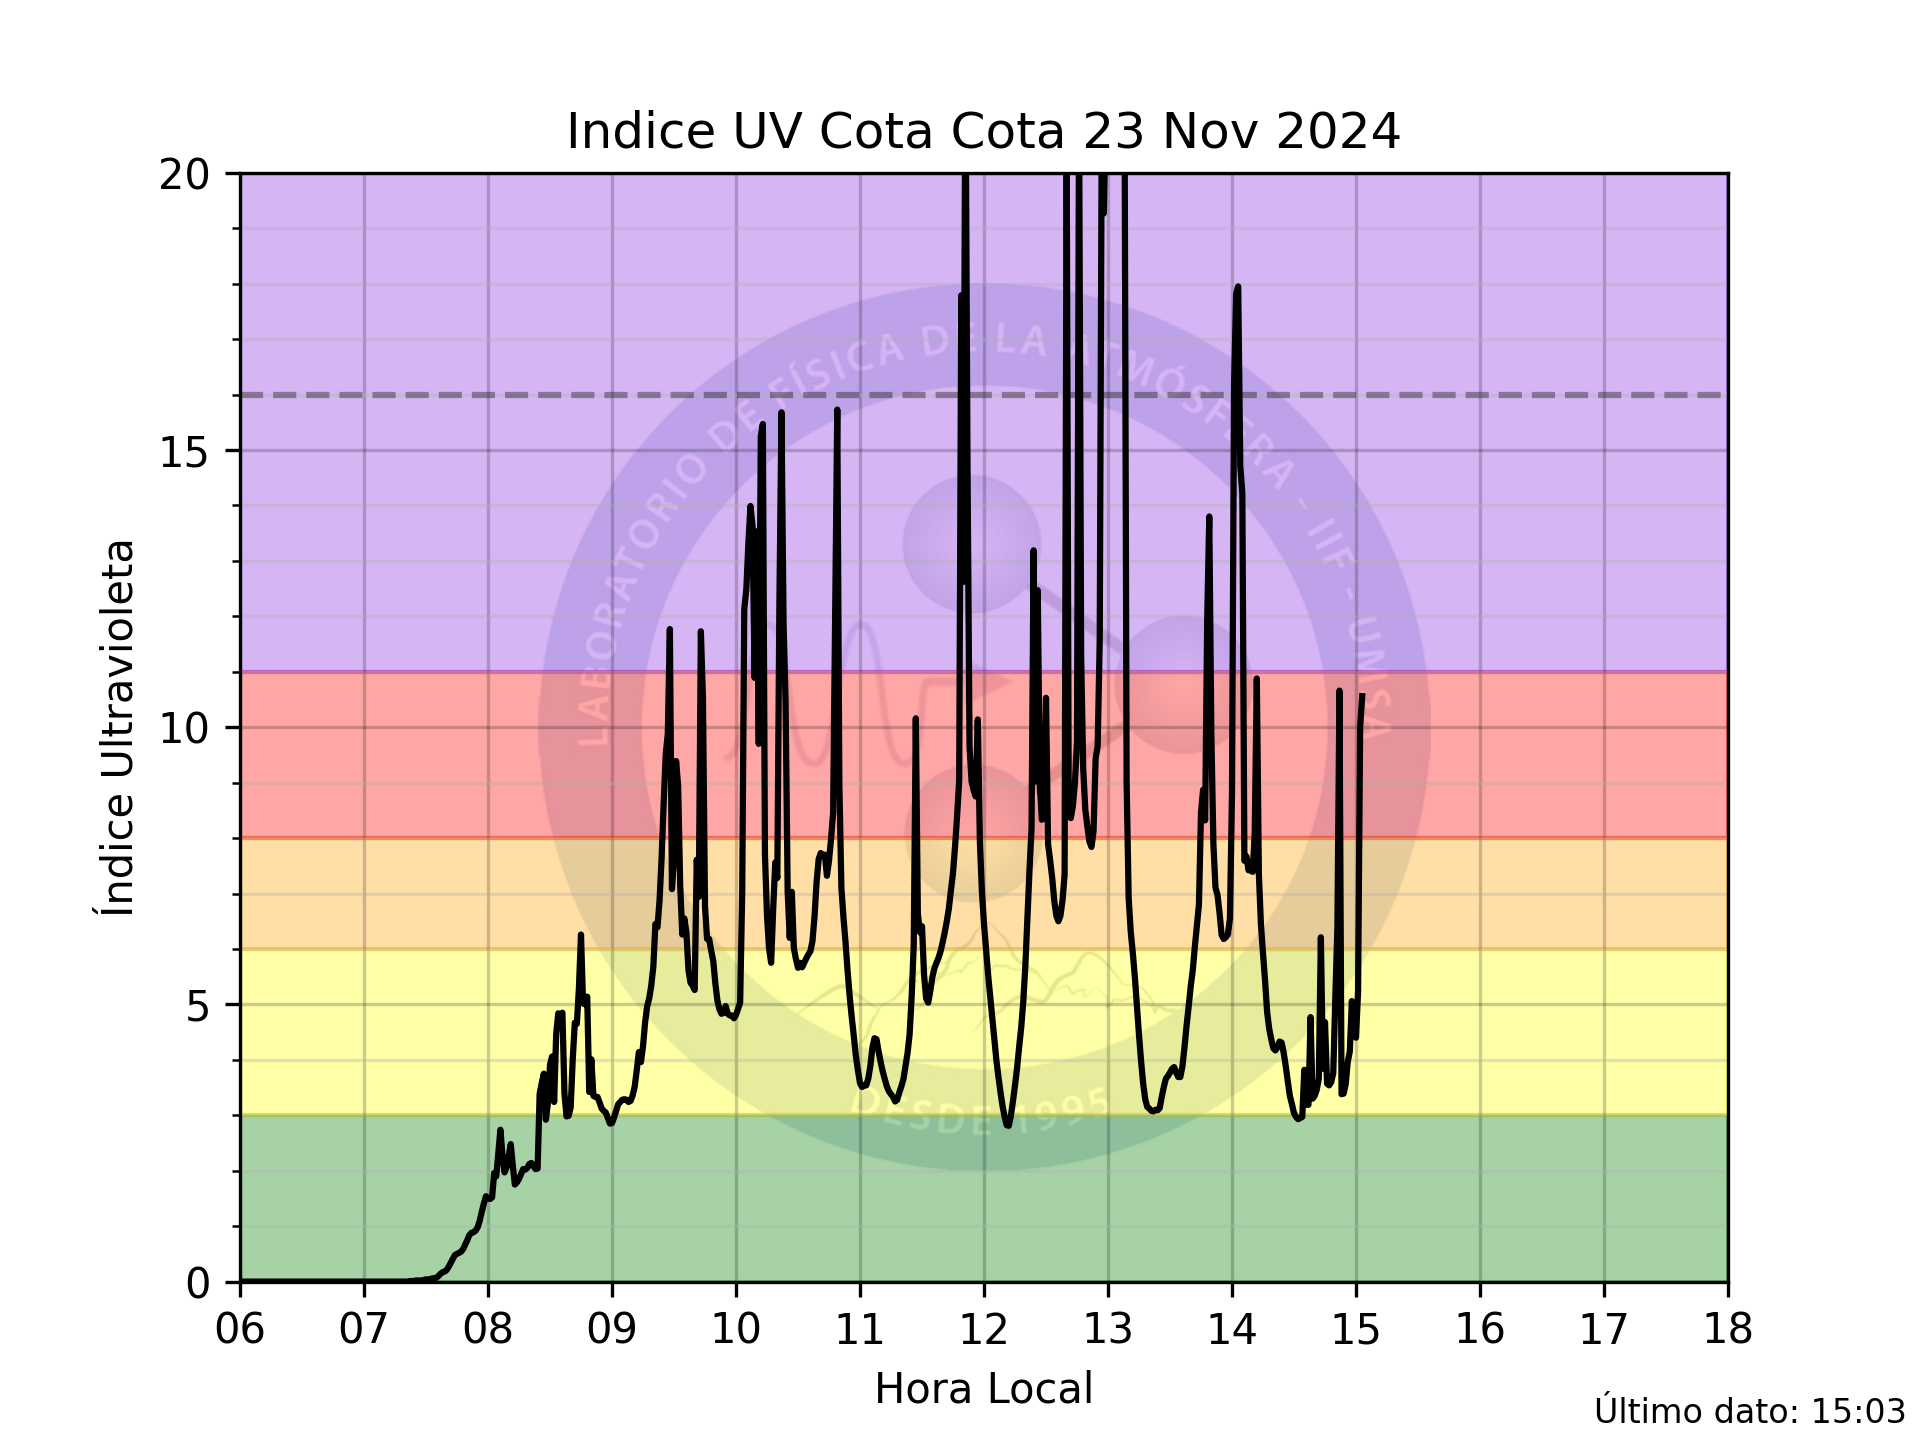 Indice UV Cota Cota 23 Nov 2024
20
15
10
5
0
Índice Ultravioleta
LABORATORIO DE FÍSICA DE LA ATMÓSFERA - IIF - UMSA
DESDE 1995
06 07 08 09 10 11 12 13 14 15 16 17 18
Hora Local
Último dato: 15:03